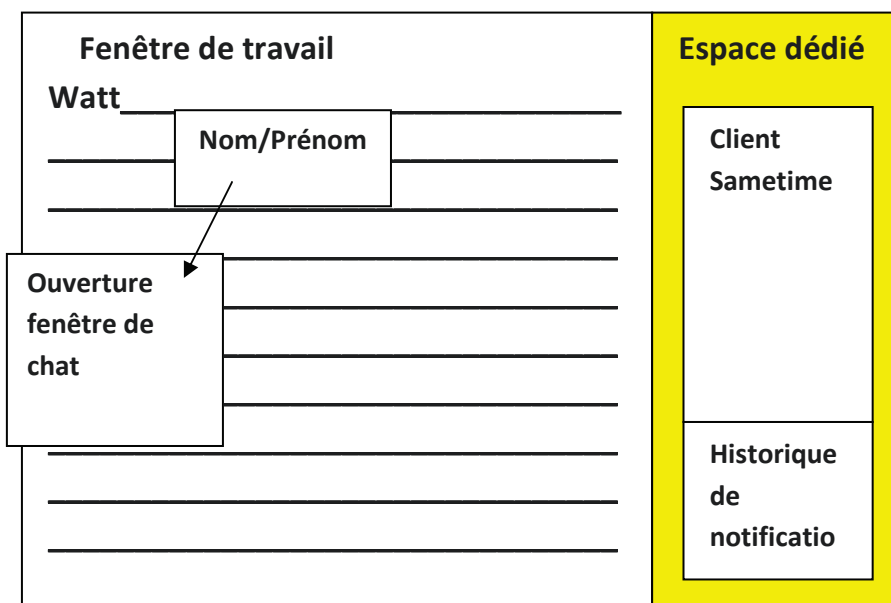 Fenêtre de travail
Watt
Nom/Prénom
Ouverture
fenêtre de
chat
Espace dédié
Client
Sametime
Historique
de
notificatio